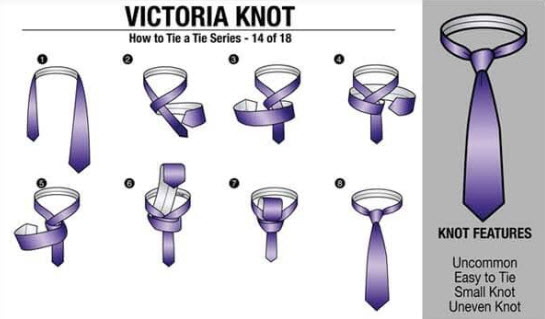 VICTORIA KNOT
How to Tie a Tie Series - 14 of 18
1
2
3
4
5
6
7
8
KNOT FEATURES
Uncommon
Easy to Tie
Small Knot
Uneven Knot